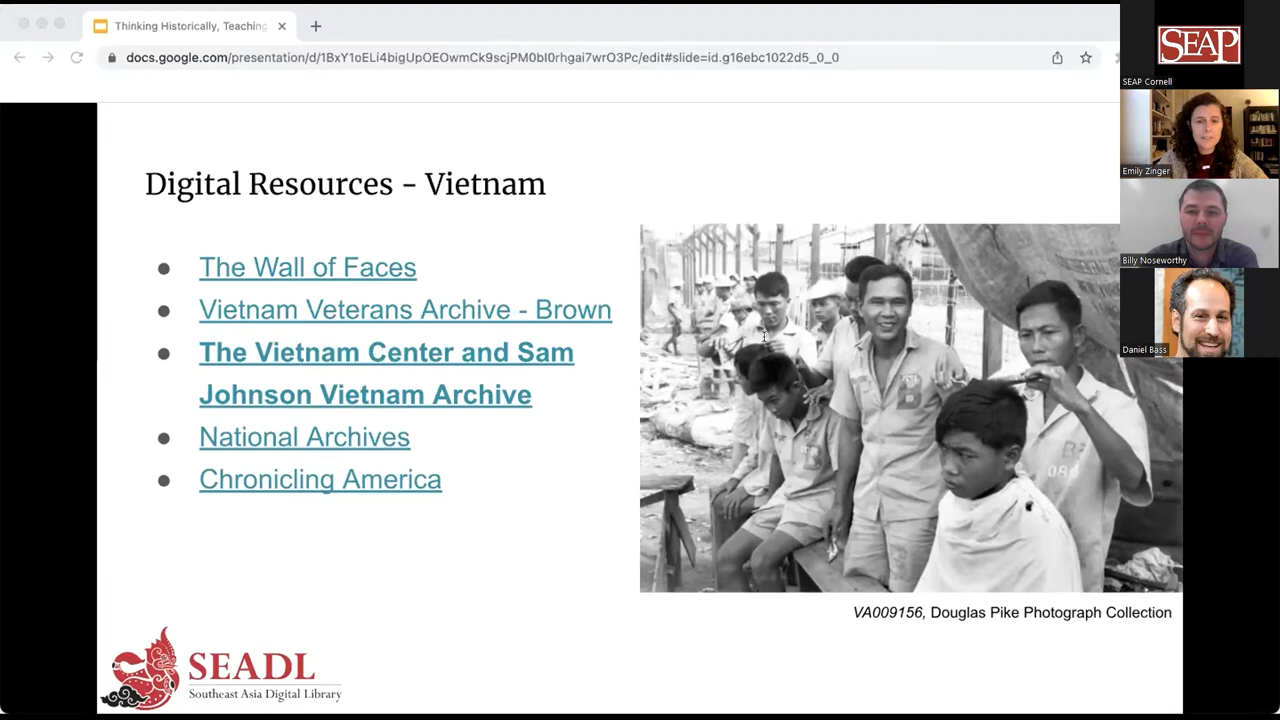 Thinking Historically, Teaching
docs.google.com/presentation/d/1BxY1oELi4bigUpOEOwmCk9scjPM0bI0rhgai7wrO3Pc/edit#slide=id.g16ebc1022d5_0_0
SEAP
SEAP Cornell
Emily Zinger
Billy Noseworthy
Daniel Bass
Digital Resources - Vietnam
The Wall of Faces
Vietnam Veterans Archive - Brown
The Vietnam Center and Sam
Johnson Vietnam Archive
National Archives
Chronicling America
B
VA009156, Douglas Pike Photograph Collection
SEADL
Southeast Asia Digital Library